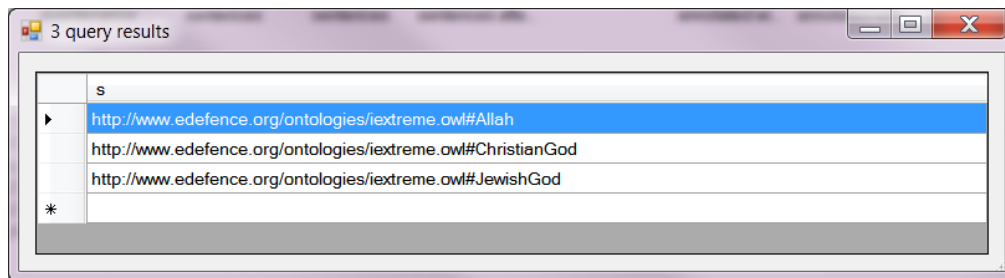 3 query results
s
http://www.edefence.org/ontologies/iextreme.owl#Allah
http://www.edefence.org/ontologies/iextreme.owl#ChristianGod
http://www.edefence.org/ontologies/iextreme.owl#JewishGod